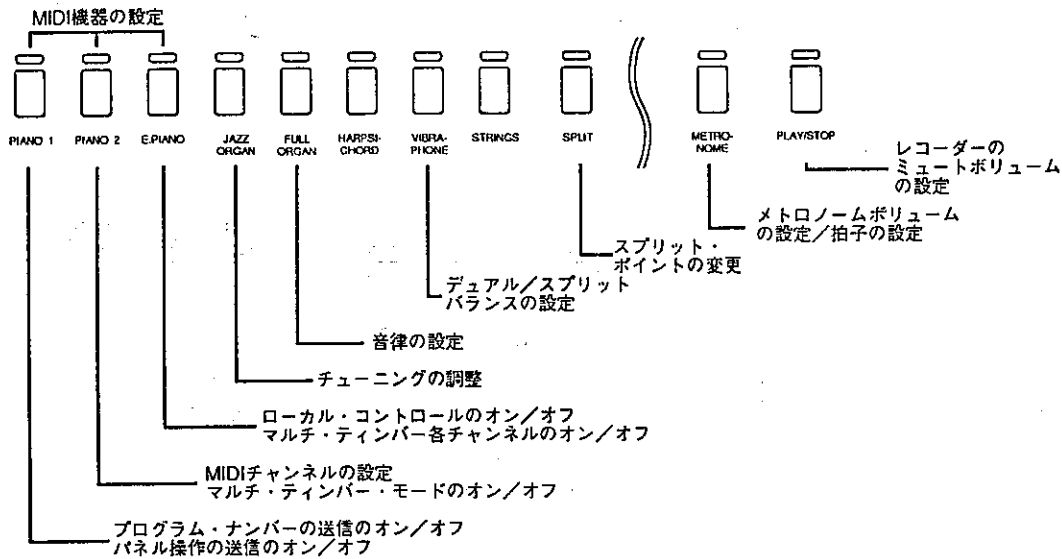 MIDI機器の設定
PIANO 1
PIANO 2
E.PIANO
JAZZ
ORGAN
FULL
ORGAN
HARPSI-
CHORD
VIBRA-
PHONE
STRINGS
SPLIT
METRO-
NOME
PLAY/STOP
レコーダーの
ミュートボリューム
の設定
メトロノームボリューム
の設定／拍子の設定
スプリット・
ポイントの変更
デュアル／スプリット
バランスの設定
音律の設定
チューニングの調整
ローカル・コントロールのオン／オフ
マルチ・ティンバー各チャンネルのオン／オフ
MIDIチャンネルの設定
マルチ・ティンバー・モードのオン／オフ
プログラム・ナンバーの送信のオン／オフ
パネル操作の送信のオン／オフ